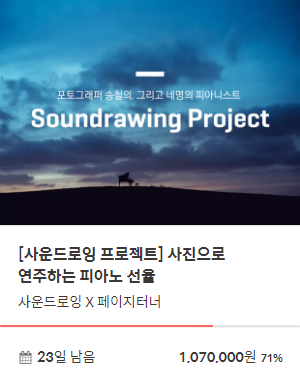 포토그래퍼 송철의, 그리고 네명의 피아니스트
Soundrawing Project
[사운드로잉 프로젝트] 사진으로
연주하는 피아노 선율
사운드로잉 X 페이지터너
23일 남음
1,070,000원 71%